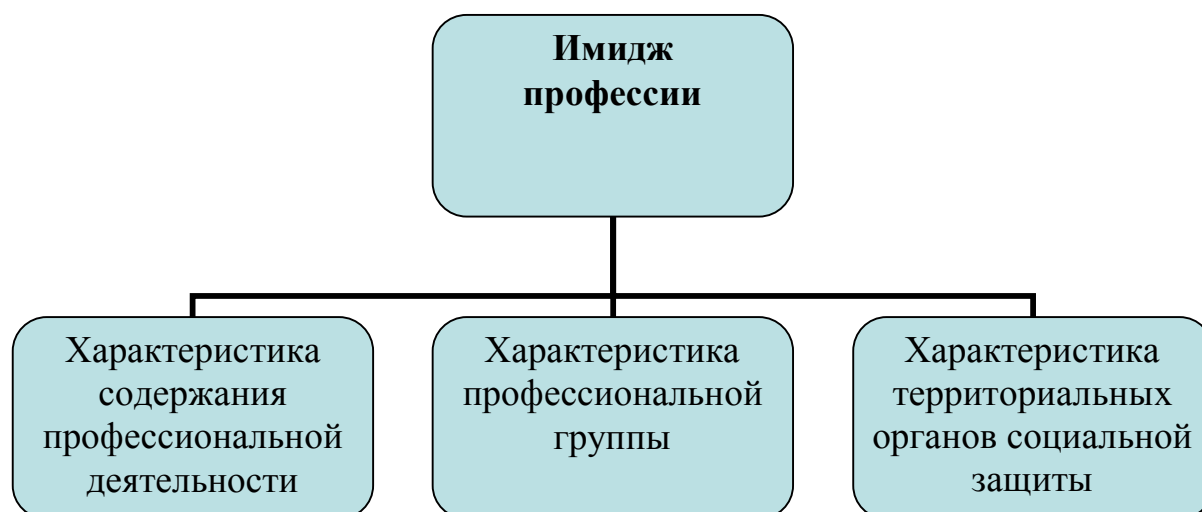 Имидж
профессии
Характеристика
содержания
профессиональной
деятельности
Характеристика
профессиональной
группы
Характеристика
территориальных
органов социальной
защиты